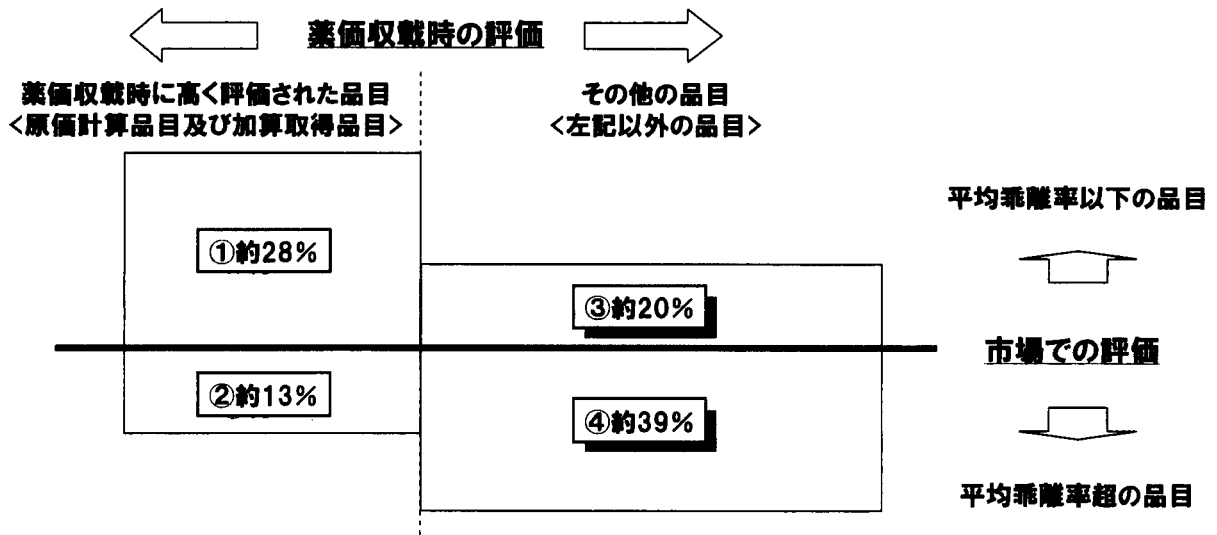 薬価収載時の評価
薬価収載時に高く評価された品目
<原価計算品目及び加算取得品目>
その他の品目
<左記以外の品目>
平均乖離率以下の品目
①約28%
③約20%
市場での評価
②約13%
④約39%
平均乖離率超の品目